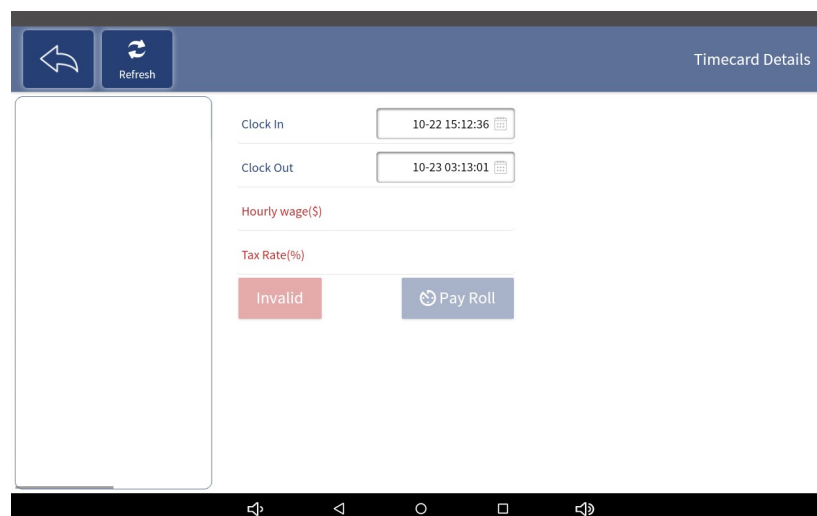 Refresh
Timecard Details
Clock In 10-22 15:12:36
Clock Out 10-23 03:13:01
Hourly wage($)
Tax Rate(%)
Invalid Pay Roll